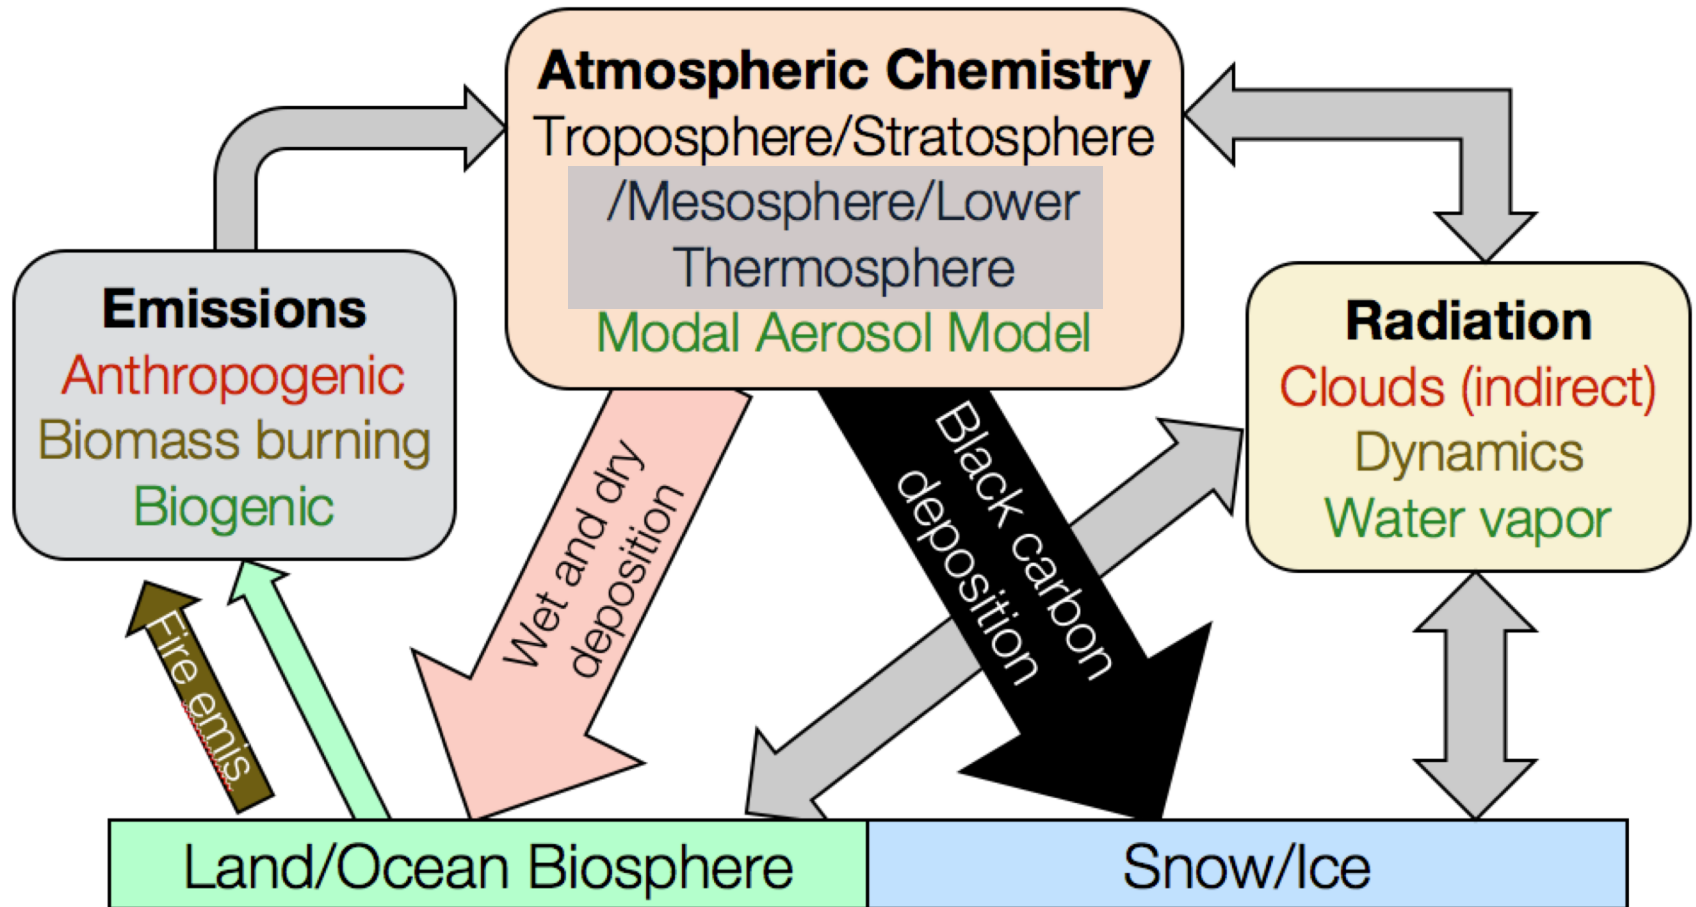 Atmospheric Chemistry
Troposphere/Stratosphere
/Mesosphere/Lower
Thermosphere
Modal Aerosol Model
Emissions
Anthropogenic
Biomass burning
Biogenic
Radiation
Clouds (indirect)
Dynamics
Water vapor
Wet and dry
deposition
Black carbon
deposition
Fire emis.
Land/Ocean Biosphere
Snow/Ice